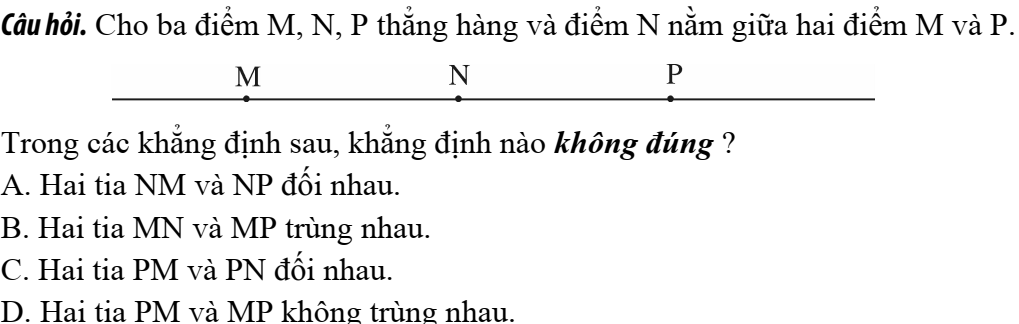 Câu hỏi. Cho ba điểm M, N, P thẳng hàng và điểm N nằm giữa hai điểm M và P.
M N P
Trong các khẳng định sau, khẳng định nào không đúng ?
A. Hai tia NM và NP đối nhau.
B. Hai tia MN và MP trùng nhau.
C. Hai tia PM và PN đối nhau.
D. Hai tia PM và MP không trùng nhau.